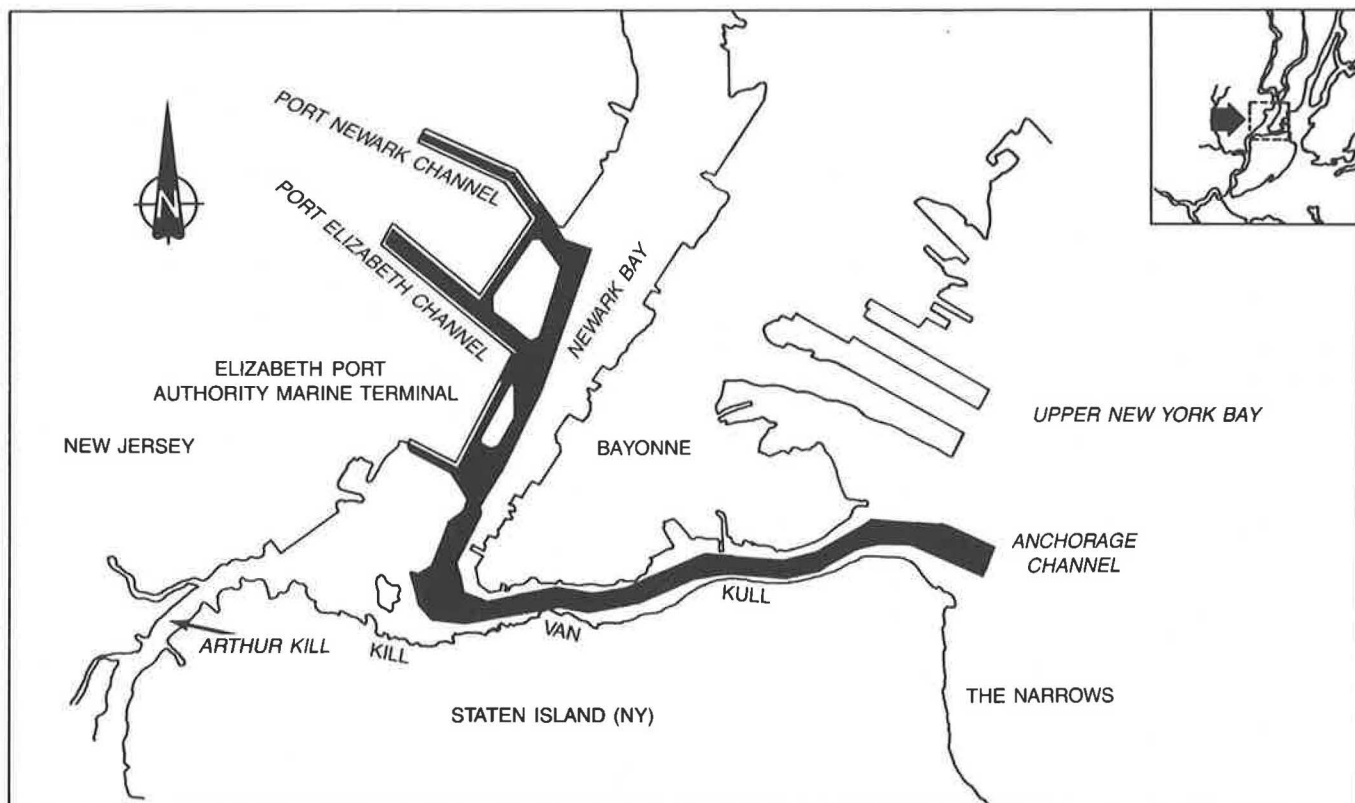 PORT NEWARK CHANNEL
N
PORT ELIZABETH CHANNEL
NEWARK BAY
ELIZABETH PORT
AUTHORITY MARINE TERMINAL
UPPER NEW YORK BAY
NEW JERSEY
BAYONNE
ANCHORAGE
CHANNEL
KULL
VAN
ARTHUR KILL
KILL
THE NARROWS
STATEN ISLAND (NY)